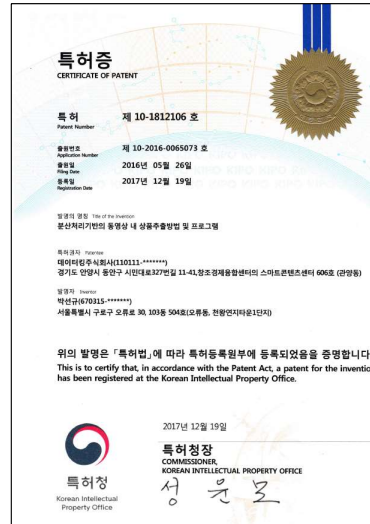 특허증
CERTIFICATE OF PATENT
특 허 제 10-1812106 호
Patent Number
출원번호 제 10-2016-0065073 호
Application Number
출원일 2016년 05월 26일
Filing Date
등록일 2017년 12월 19일
Registration Date
발명의 명칭 Title of the Invention
분산처리기반의 동영상 내 상품추출방법 및 프로그램
특허권자 Patentee
데이터킹주식회사(110111-*******)
경기도 안양시 동안구 시민대로327번길 11-41,창조경제융합센터의 스마트콘텐츠센터 606호 (관양동)
발명자 Inventor
박선규(670315-*******)
서울특별시 구로구 오류로 30, 103동 504호(오류동, 천왕연지타운1단지)
위의 발명은 「특허법」에 따라 특허등록원부에 등록되었음을 증명합니다
This is to certify that, in accordance with the Patent Act, a patent for the inventio
has been registered at the Korean Intellectual Property Office.
2017년 12월 19일
특허청장
COMMISSIONER,
KOREAN INTELLECTUAL PROPERTY OFFICE
성 윤 모
특허청
Korean Intellectual
Property Office